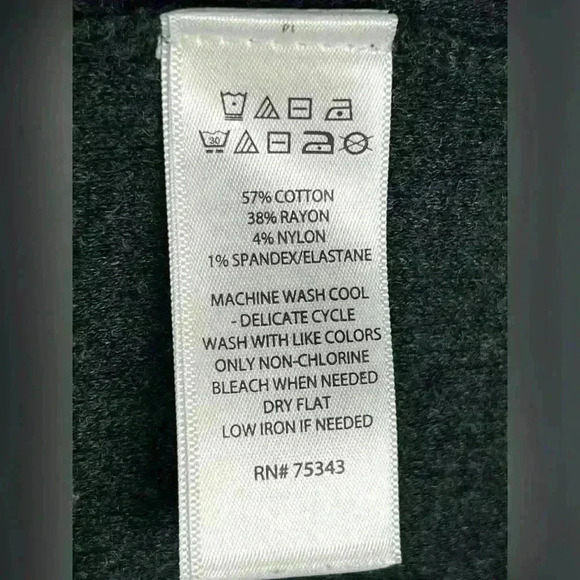 30
57% COTTON
38% RAYON
4% NYLON
1% SPANDEX/ELASTANE
MACHINE WASH COOL
- DELICATE CYCLE
WASH WITH LIKE COLORS
ONLY NON-CHLORINE
BLEACH WHEN NEEDED
DRY FLAT
LOW IRON IF NEEDED
RN# 75343